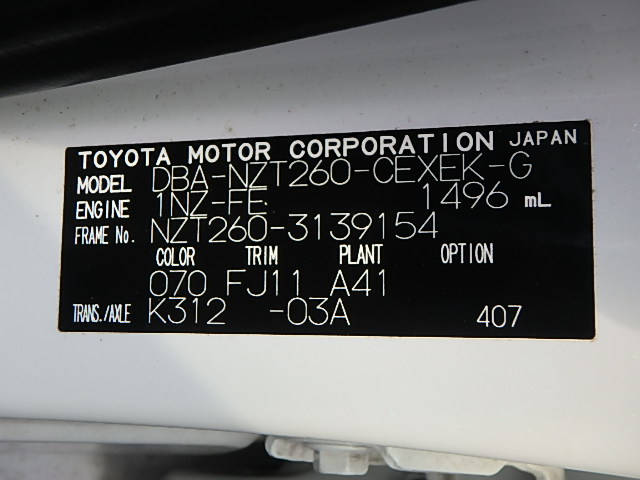 TOYOTA MOTOR CORPORATION JAPAN
MODEL DBA-NZT260-CEXEK-G
ENGINE 1NZ-FE 1496 mL
FRAME No. NZT260-3139154
COLOR TRIM PLANT OPTION
070 FJ11 A41
TRANS./AXLE K312 -03A 407